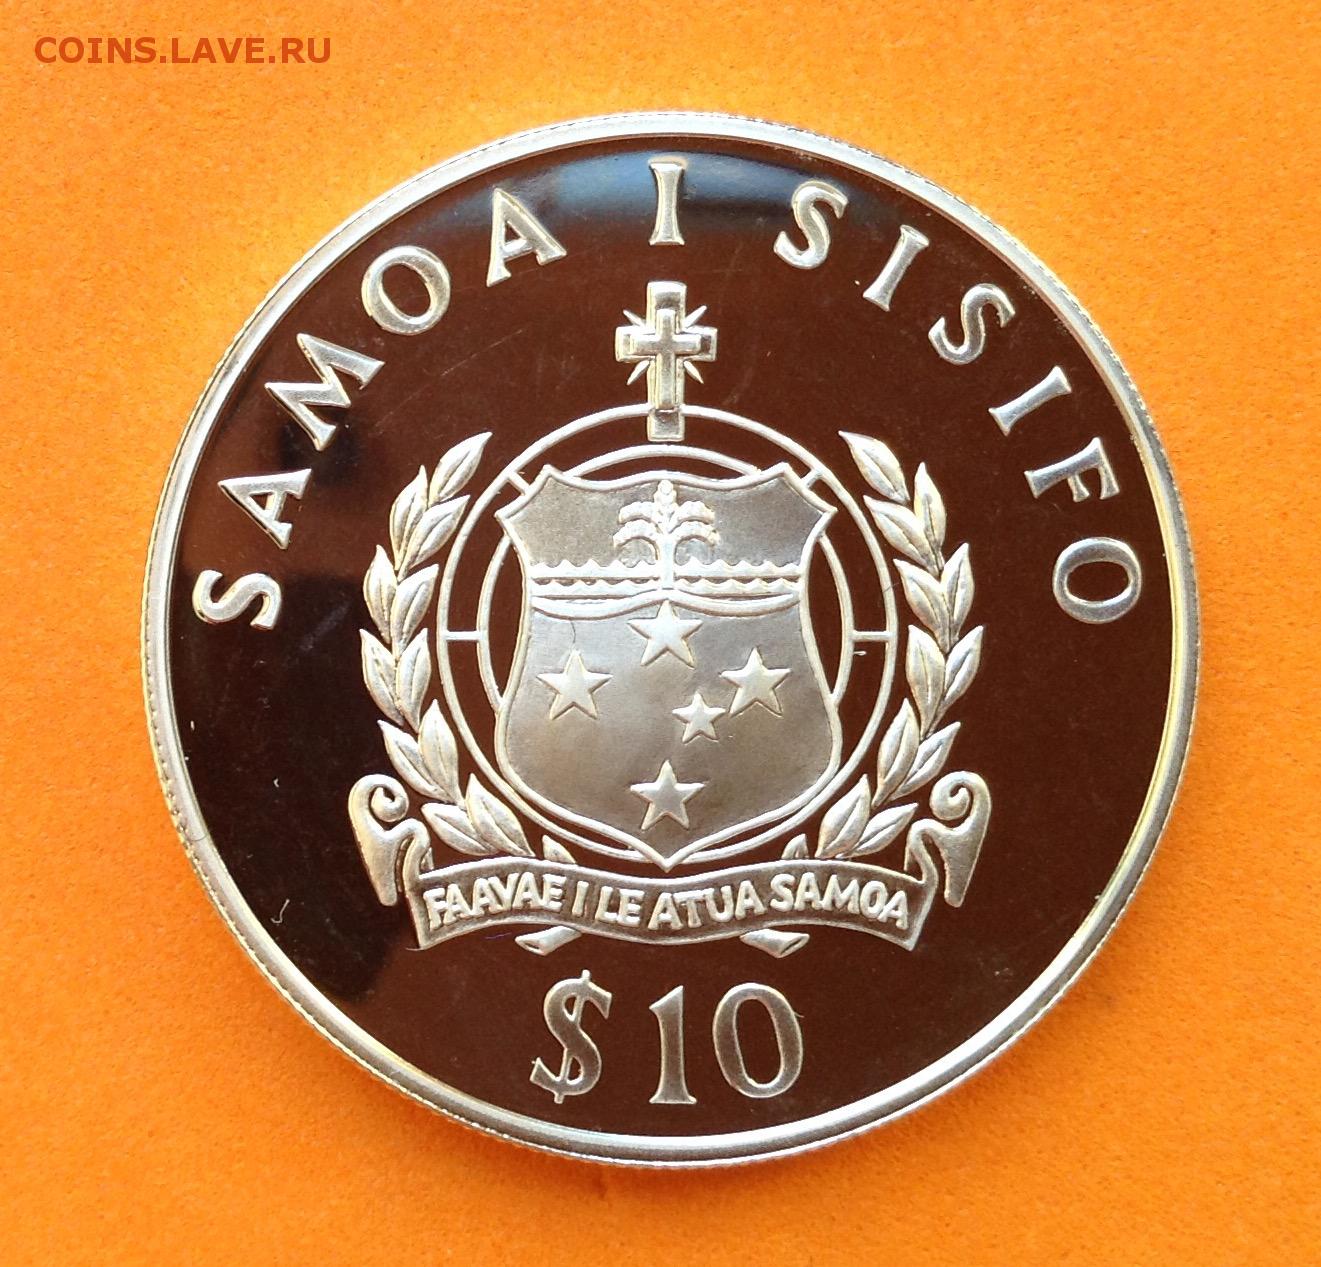 COINS.LAVE.RU
SAMOA I SISIFO
FAAVAE I LE ATUA SAMOA
$10